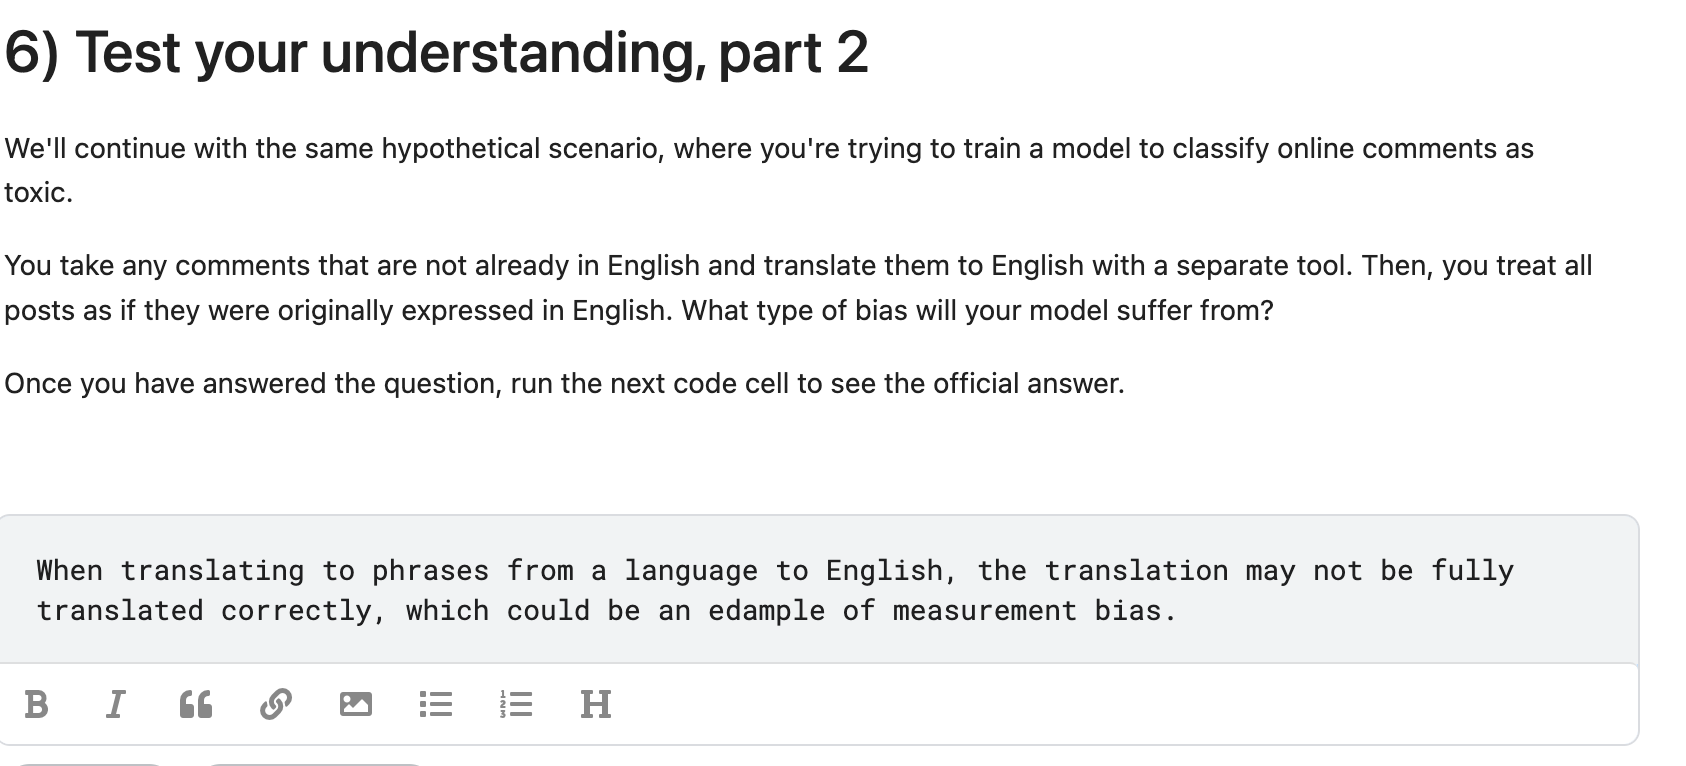 6) Test your understanding, part 2
We'll continue with the same hypothetical scenario, where you're trying to train a model to classify online comments as
toxic.
You take any comments that are not already in English and translate them to English with a separate tool. Then, you treat all
posts as if they were originally expressed in English. What type of bias will your model suffer from?
Once you have answered the question, run the next code cell to see the official answer.
When translating to phrases from a language to English, the translation may not be fully
translated correctly, which could be an edample of measurement bias.
B I H